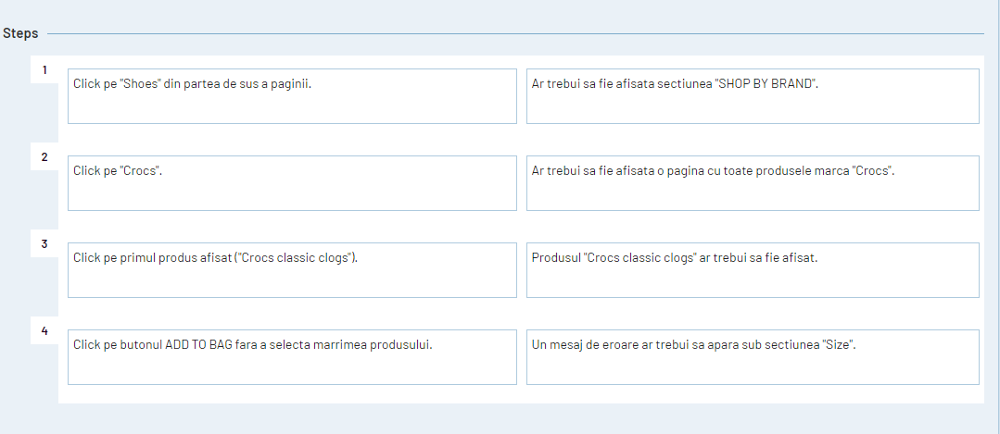 Steps
1
Click pe "Shoes" din partea de sus a paginii.
Ar trebui sa fie afisata sectiunea "SHOP BY BRAND".
2
Click pe "Crocs".
Ar trebui sa fie afisata o pagina cu toate produsele marca "Crocs".
3
Click pe primul produs afisat ("Crocs classic clogs").
Produsul "Crocs classic clogs" ar trebui sa fie afisat.
4
Click pe butonul ADD TO BAG fara a selecta marrimea produsului.
Un mesaj de eroare ar trebui sa apara sub sectiunea "Size".